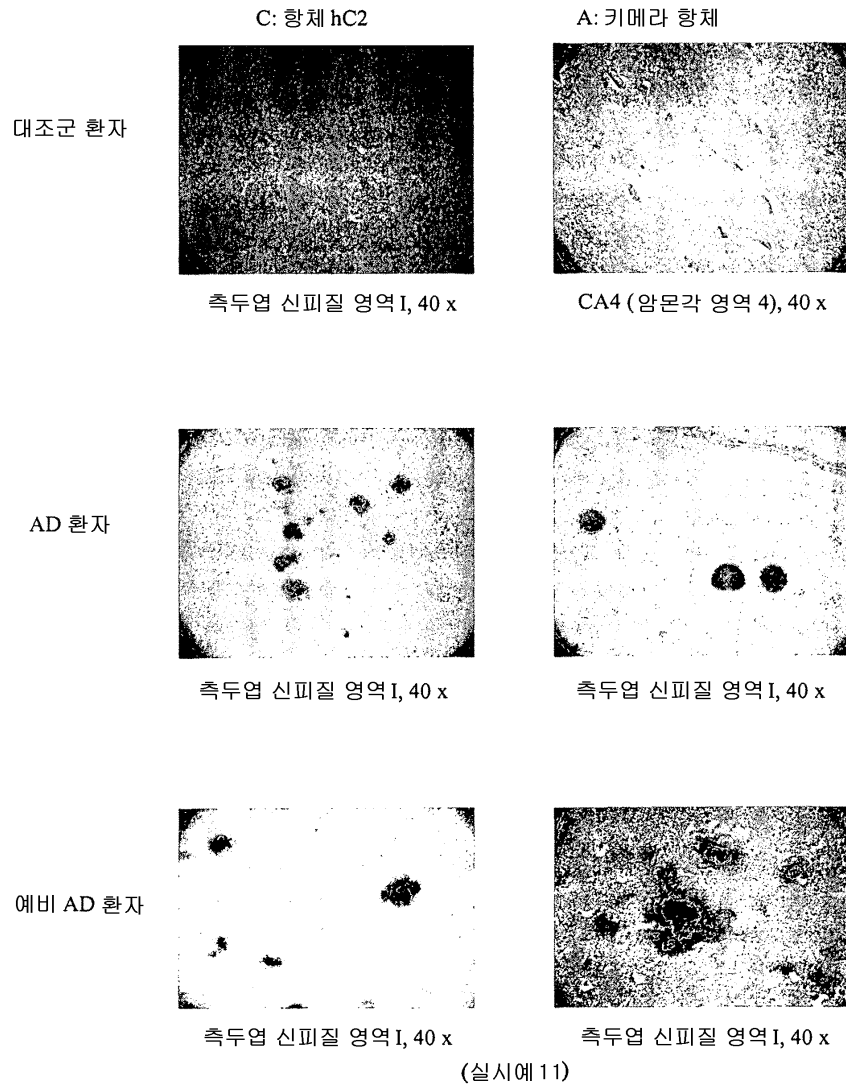 C: 항체 hC2
A: 키메라 항체
대조군 환자
측두엽 신피질 영역 I, 40 x
CA4 (암몬각 영역 4), 40 x
AD 환자
측두엽 신피질 영역 I, 40 x
측두엽 신피질 영역 I, 40 x
예비 AD 환자
측두엽 신피질 영역 I, 40 x
측두엽 신피질 영역 I, 40 x
(실시예 11)